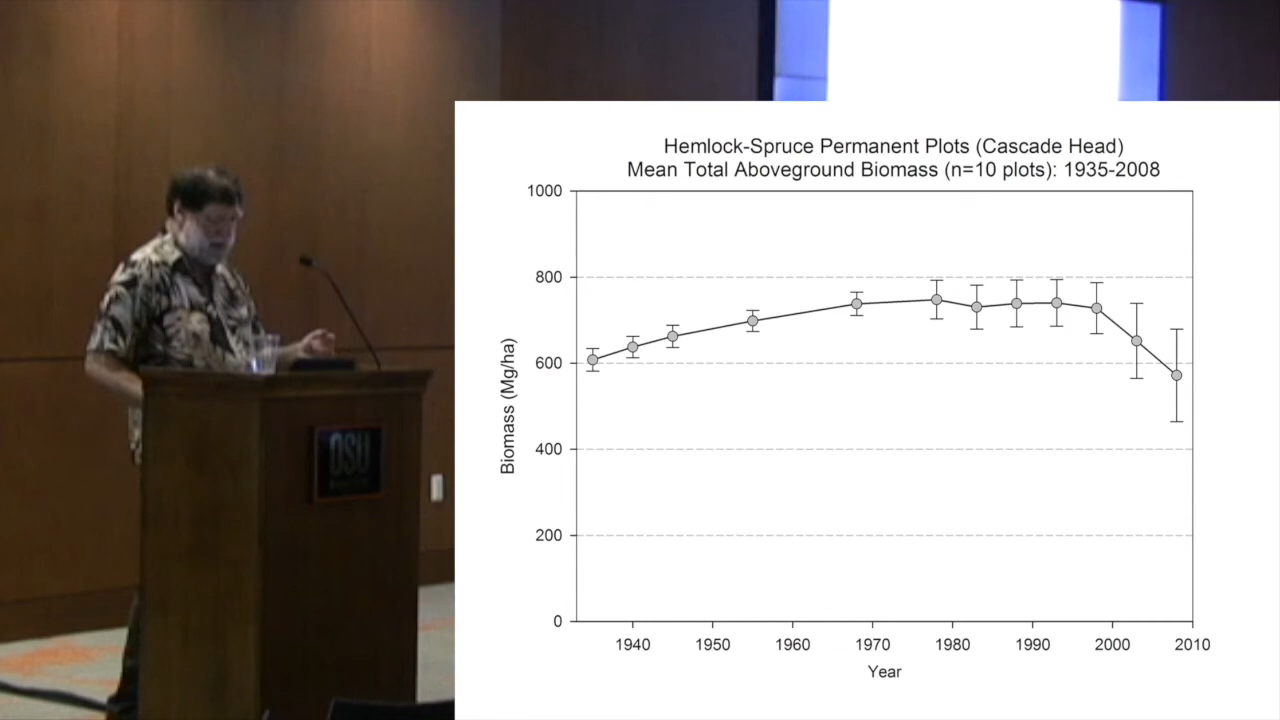 Hemlock-Spruce Permanent Plots (Cascade Head)
Mean Total Aboveground Biomass (n=10 plots): 1935-2008
1000
800
600
400
200
0
Biomass (Mg/ha)
1940 1950 1960 1970 1980 1990 2000 2010
Year
OSU